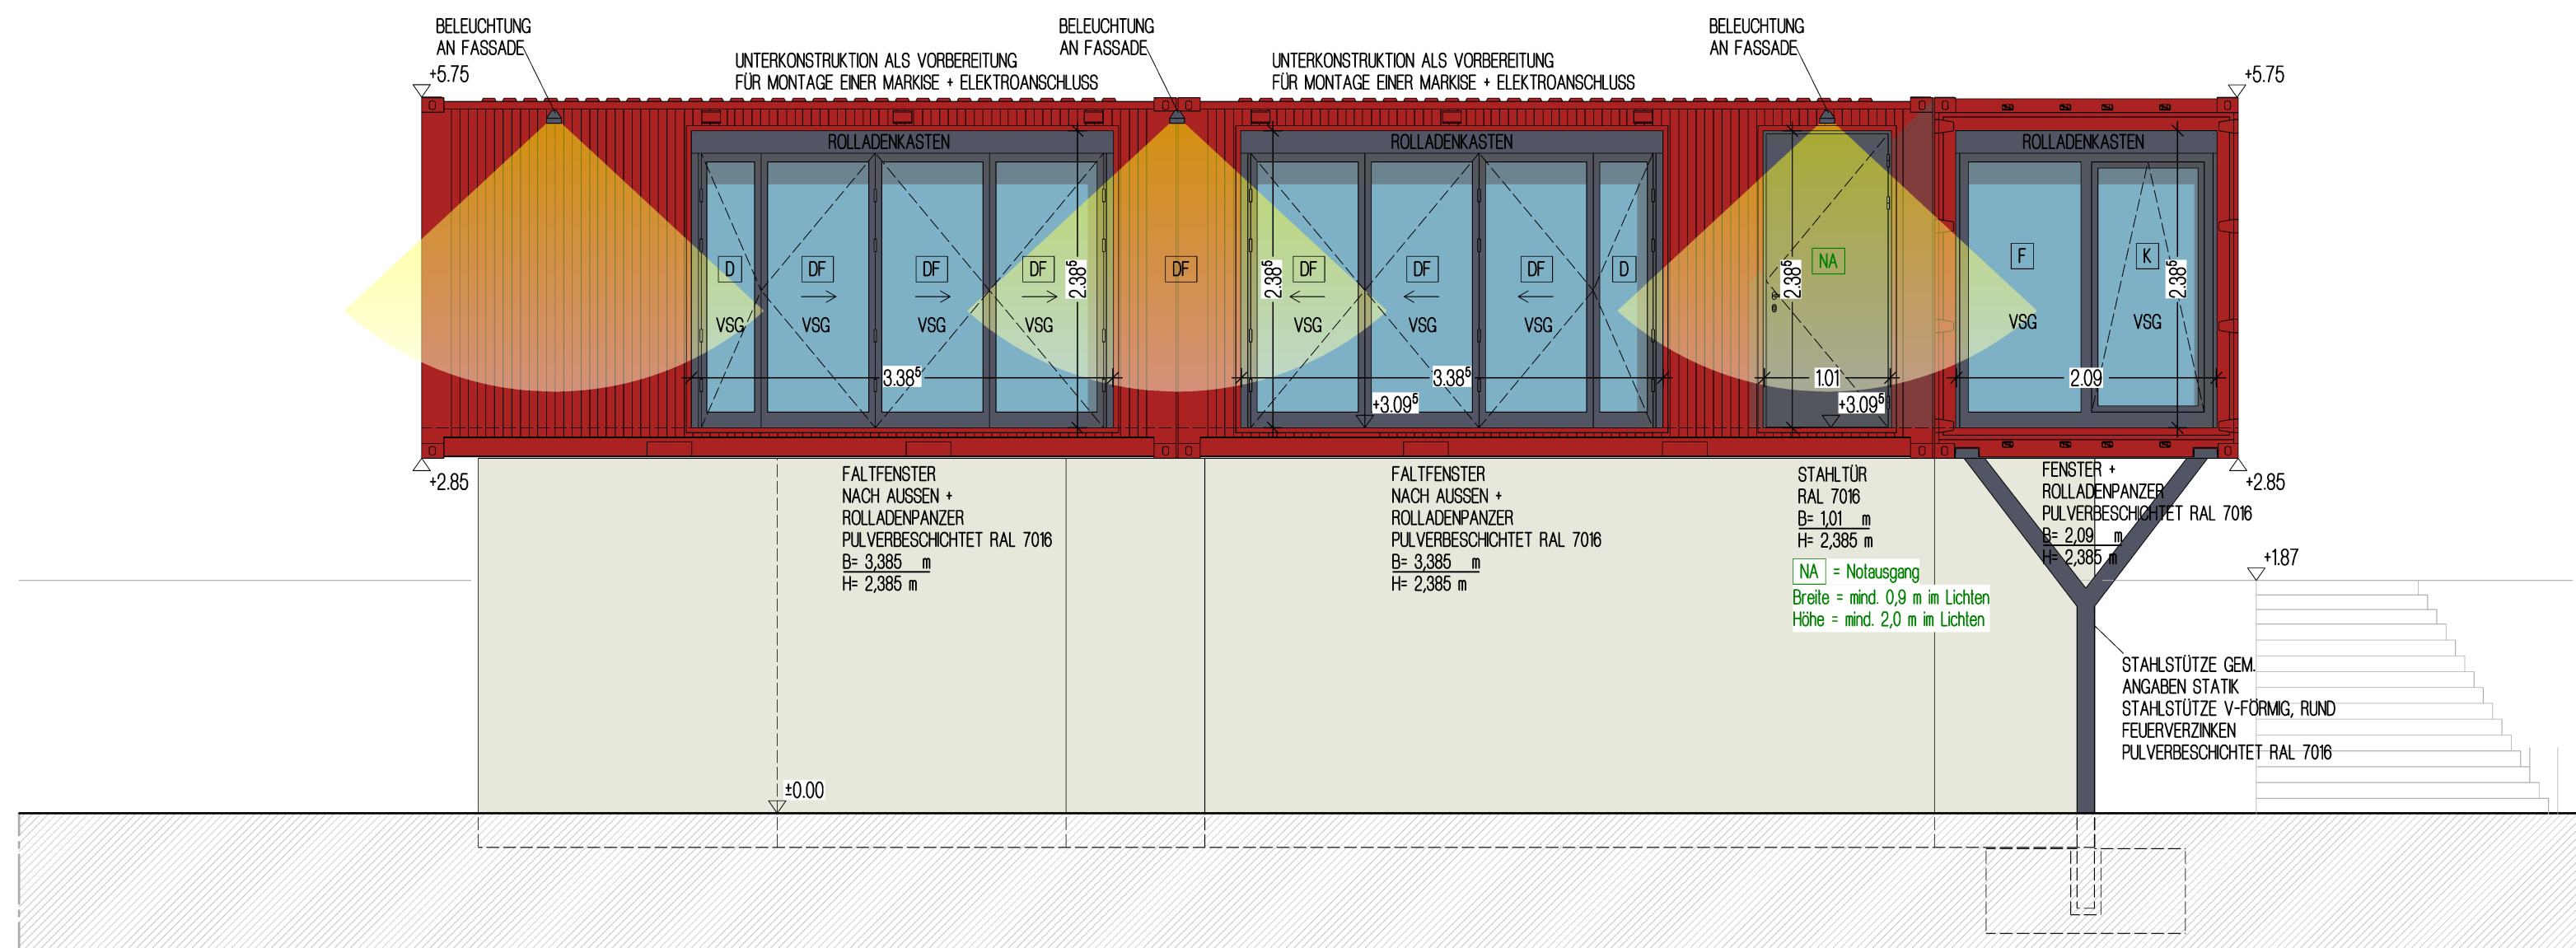 BELEUCHTUNG
AN FASSADE
BELEUCHTUNG
AN FASSADE
BELEUCHTUNG
AN FASSADE
UNTERKONSTRUKTION ALS VORBEREITUNG
FÜR MONTAGE EINER MARKISE + ELEKTROANSCHLUSS
UNTERKONSTRUKTION ALS VORBEREITUNG
FÜR MONTAGE EINER MARKISE + ELEKTROANSCHLUSS
+5.75
+5.75
ROLLADENKASTEN
ROLLADENKASTEN
ROLLADENKASTEN
D
DF
DF
DF
DF
DF
DF
DF
D
NA
F
K
VSG
VSG
VSG
VSG
VSG
VSG
VSG
VSG
VSG
2.38⁵
2.38⁵
2.38⁵
2.38⁵
3.38⁵
3.38⁵
1.01
2.09
+3.09⁵
+3.09⁵
+2.85
+2.85
FALTFENSTER
NACH AUSSEN +
ROLLADENPANZER
PULVERBESCHICHTET RAL 7016
B= 3,385 m
H= 2,385 m
FALTFENSTER
NACH AUSSEN +
ROLLADENPANZER
PULVERBESCHICHTET RAL 7016
B= 3,385 m
H= 2,385 m
STAHLTÜR
RAL 7016
B= 1,01 m
H= 2,385 m
NA = Notausgang
Breite = mind. 0,9 m im Lichten
Höhe = mind. 2,0 m im Lichten
FENSTER +
ROLLADENPANZER
PULVERBESCHICHTET RAL 7016
B= 2,09 m
H= 2,385 m
+1.87
STAHLSTÜTZE GEM.
ANGABEN STATIK
STAHLSTÜTZE V-FÖRMIG, RUND
FEUERVERZINKEN
PULVERBESCHICHTET RAL 7016
±0.00